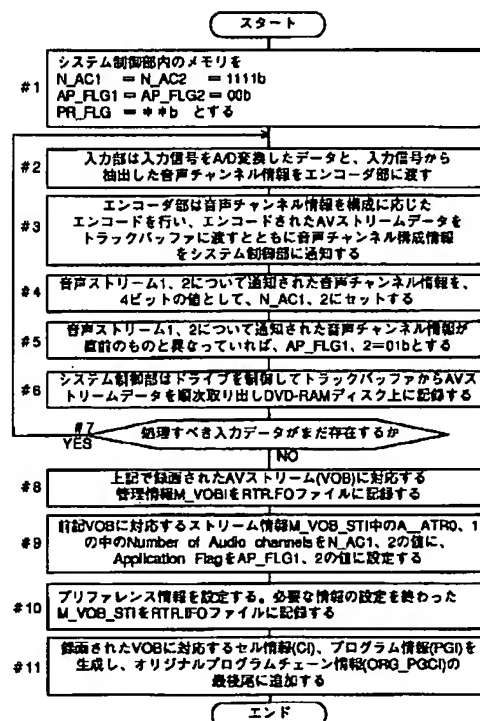 スタート
#1
システム制御部内のメモリを
N_AC1 = N_AC2 = 1111b
AP_FLG1 = AP_FLG2 = 00b
PR_FLG = **b とする
#2
入力部は入力信号をA/D変換したデータと、入力信号から
抽出した音声チャンネル情報をエンコーダ部に渡す
#3
エンコーダ部は音声チャンネル情報を構成に応じた
エンコードを行い、エンコードされたAVストリームデータを
トラックバッファに渡すとともに音声チャンネル構成情報
をシステム制御部に通知する
#4
音声ストリーム1、2について通知された音声チャンネル情報を、
4ビットの値として、N_AC1、2にセットする
#5
音声ストリーム1、2について通知された音声チャンネル情報が
直前のものと異なっていれば、AP_FLG1、2=01bとする
#6
システム制御部はドライブを制御してトラックバッファからAVス
トリームデータを順次取り出しDVD-RAMディスク上に記録する
#7
YES
処理すべき入力データがまだ存在するか
NO
#8
上記で録画されたAVストリーム(VOB)に対応する
管理情報M_VOBIをRTR.IFOファイルに記録する
#9
前記VOBに対応するストリーム情報M_VOB_STI中のA_ATR0、1
の中のNumber of Audio channelsをN_AC1、2の値に、
Application FlagをAP_FLG1、2の値に設定する
#10
プリファレンス情報を設定する。必要な情報の設定を終わった
M_VOB_STIをRTR.IFOファイルに記録する
#11
録画されたVOBに対応するセル情報(CI)、プログラム情報(PGI)を
生成し、オリジナルプログラムチェーン情報(ORG_PGCI)の
最後尾に追加する
エンド